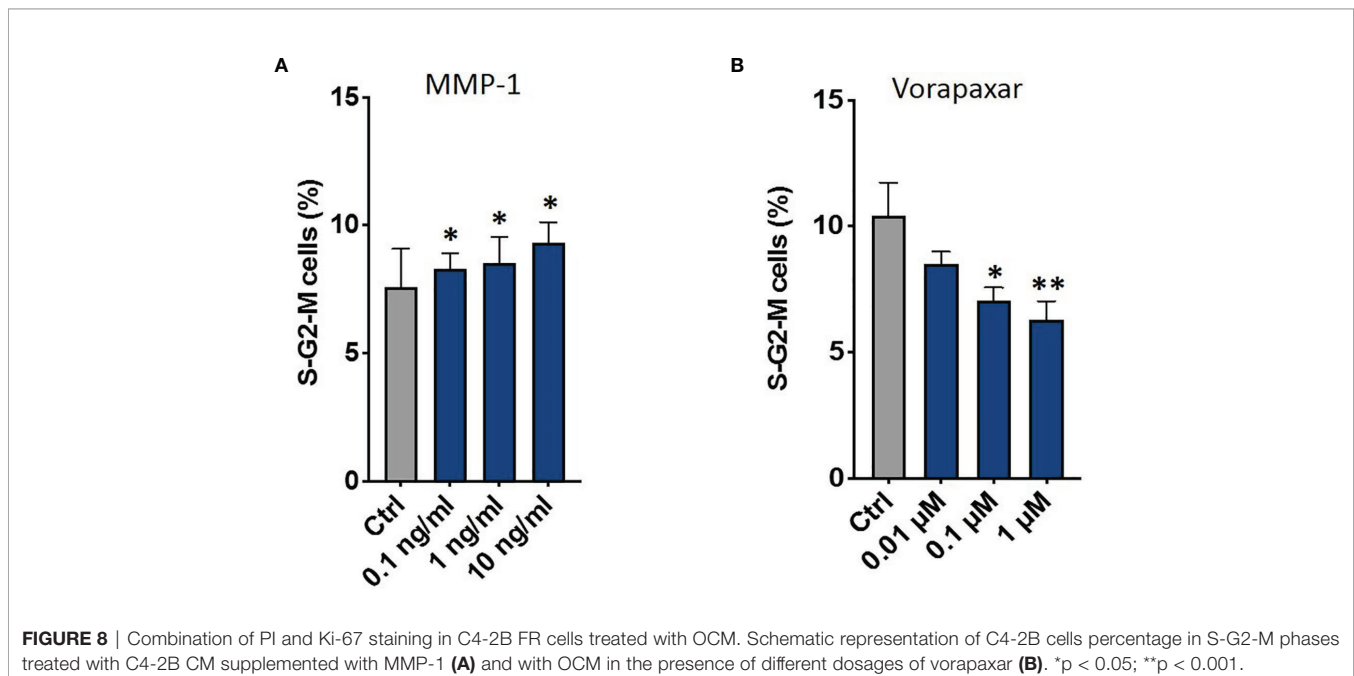 A
MMP-1
S-G2-M cells (%)
15
10
5
0
* * *
Ctrl
0.1 ng/ml
1 ng/ml
10 ng/ml
B
Vorapaxar
S-G2-M cells (%)
15
10
5
0
* **
Ctrl
0.01 µM
0.1 µM
1 µM
FIGURE 8 | Combination of PI and Ki-67 staining in C4-2B FR cells treated with OCM. Schematic representation of C4-2B cells percentage in S-G2-M phases
treated with C4-2B CM supplemented with MMP-1 (A) and with OCM in the presence of different dosages of vorapaxar (B). *p < 0.05; **p < 0.001.